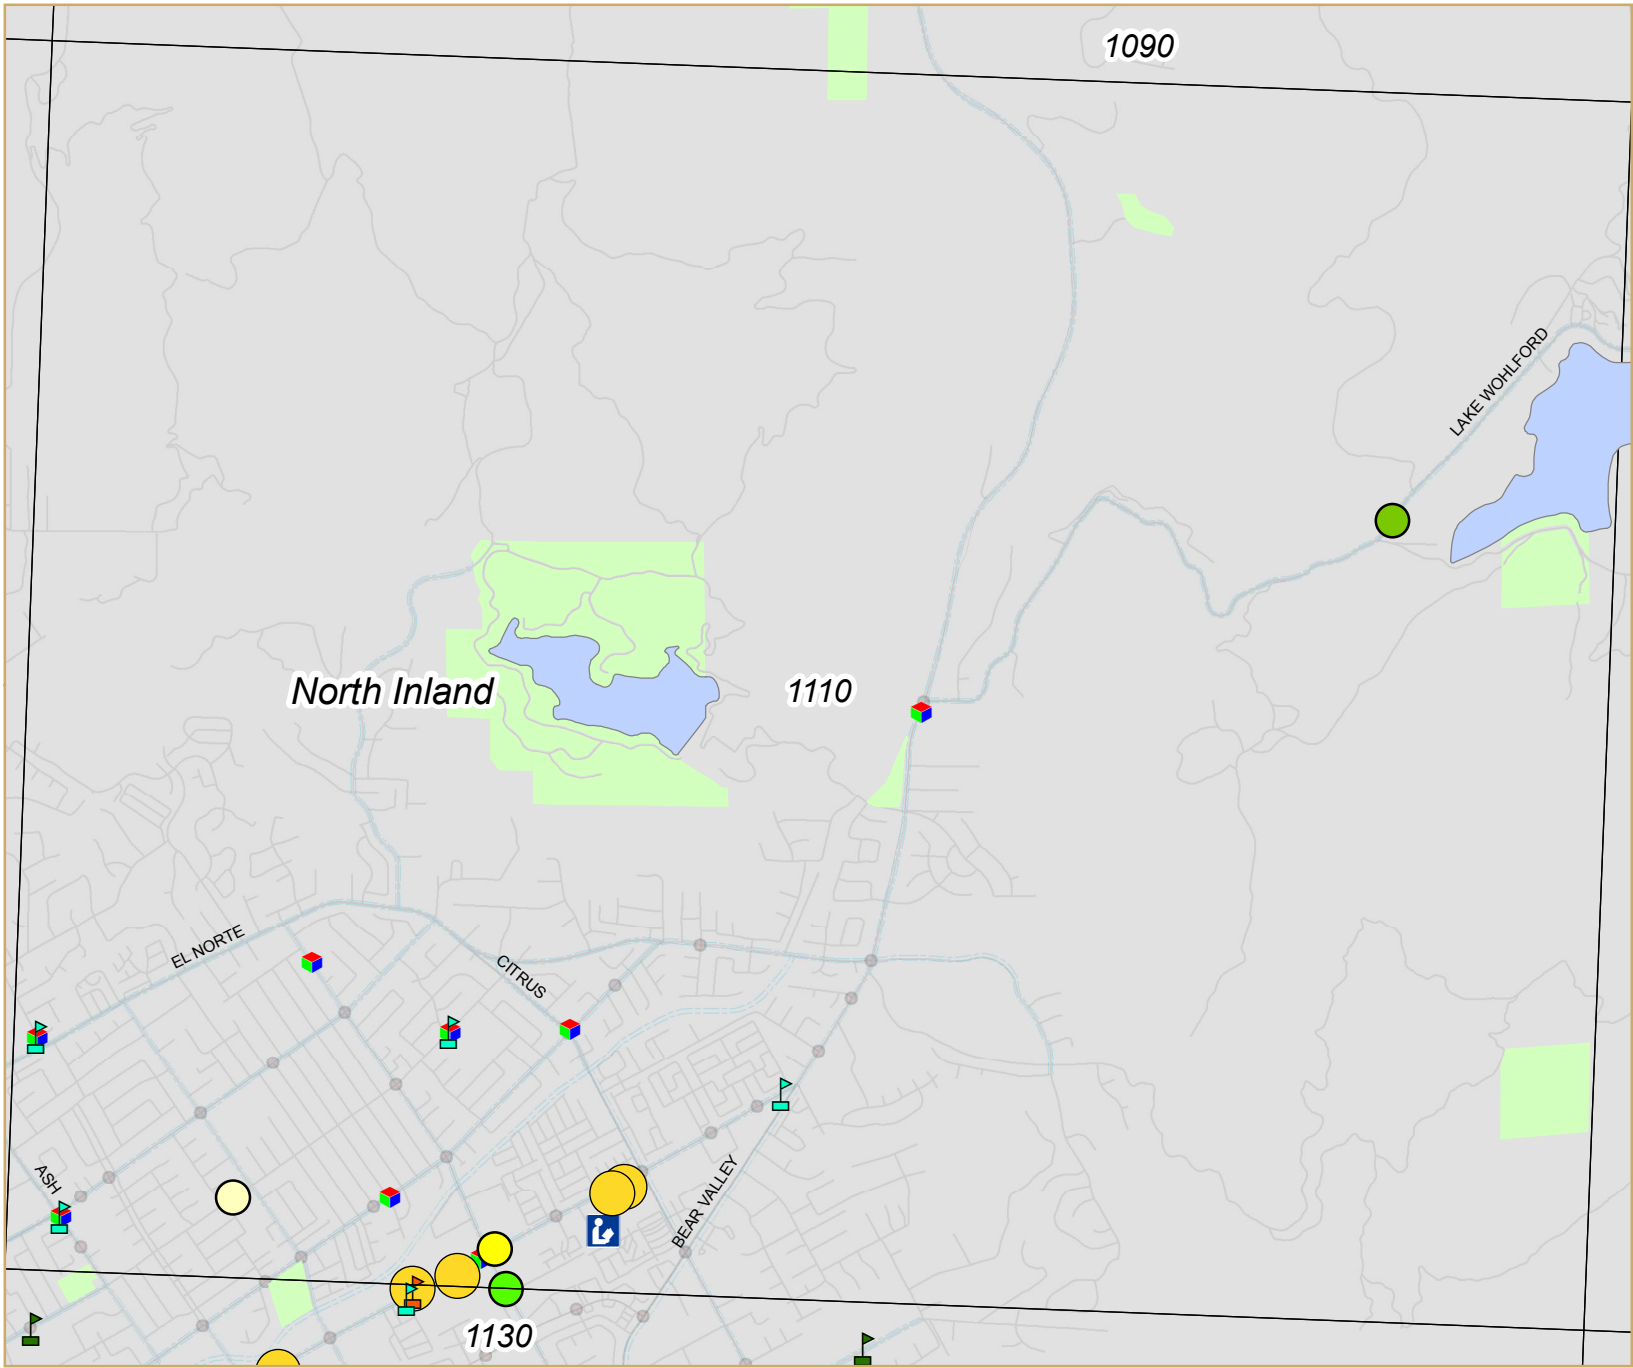 1090
LAKE WOHLFORD
North Inland
1110
EL NORTE
CITRUS
ASH
BEAR VALLEY
1130